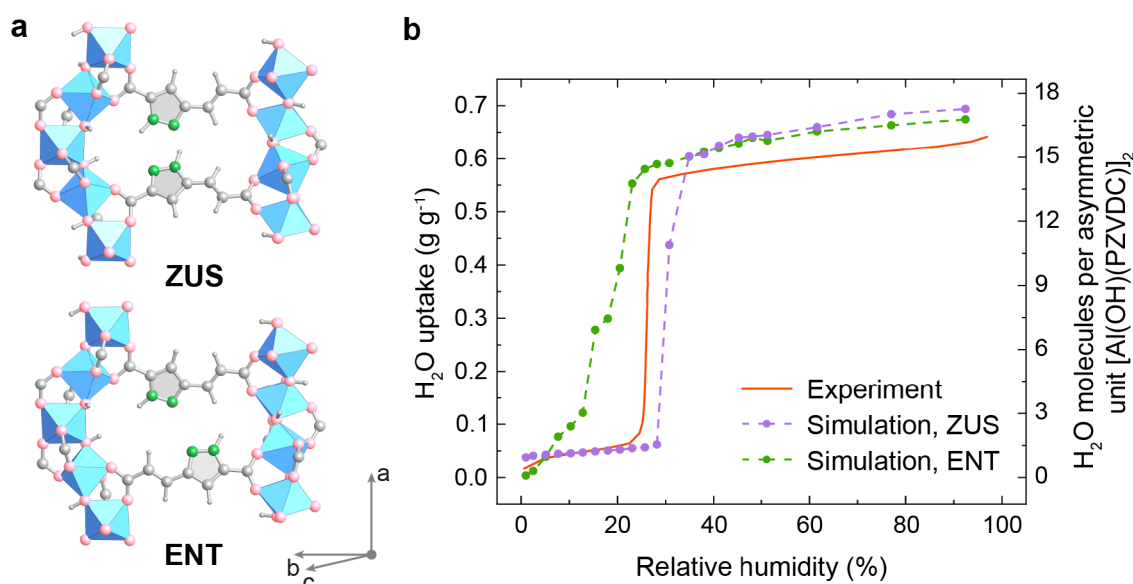 a
ZUS
ENT
a
b
c
b
H₂O uptake (g g⁻¹)
0.7
0.6
0.5
0.4
0.3
0.2
0.1
0.0
18
15
12
9
6
3
0
H₂O molecules per asymmetric
unit [Al(OH)(PZVDC)]₂
Experiment
Simulation, ZUS
Simulation, ENT
0 20 40 60 80 100
Relative humidity (%)